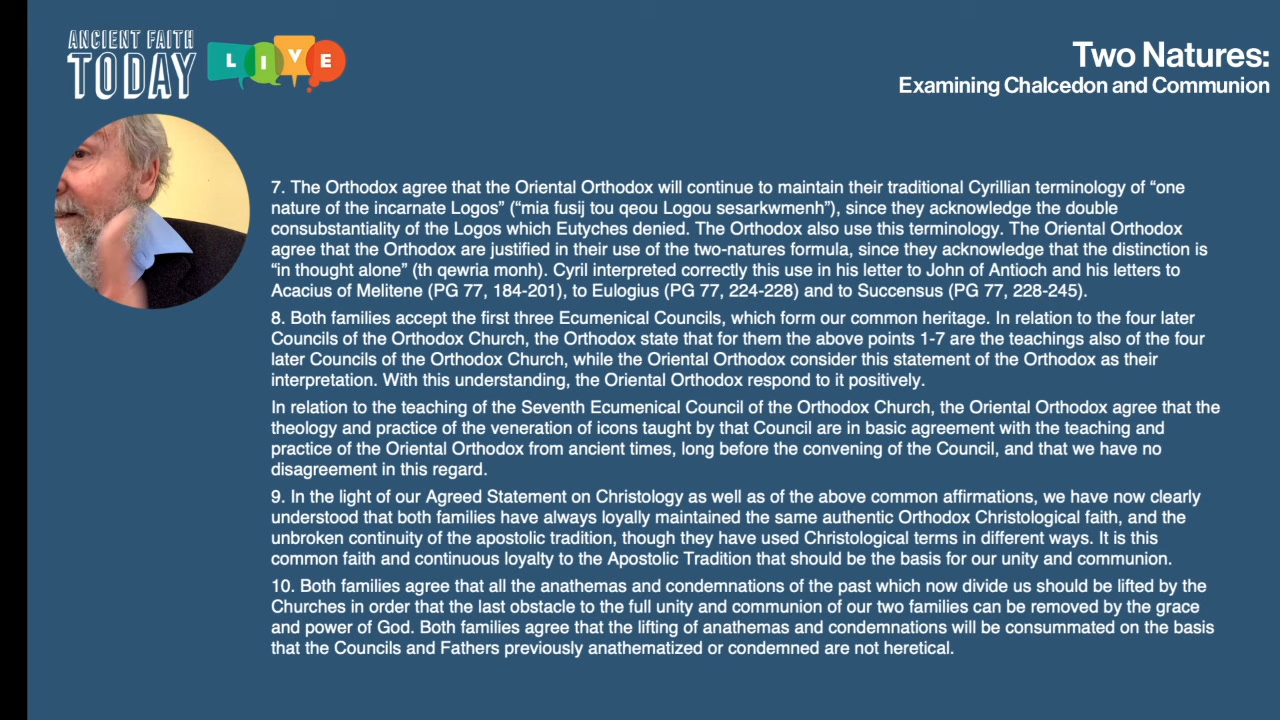 ANCIENT FAITH
TODAY
LIVE
Two Natures:
Examining Chalcedon and Communion
7. The Orthodox agree that the Oriental Orthodox will continue to maintain their traditional Cyrillian terminology of “one
nature of the incarnate Logos” (“mia fusij tou qeou Logou sesarkwmenh”), since they acknowledge the double
consubstantiality of the Logos which Eutyches denied. The Orthodox also use this terminology. The Oriental Orthodox
agree that the Orthodox are justified in their use of the two-natures formula, since they acknowledge that the distinction is
“in thought alone” (th qewria monh). Cyril interpreted correctly this use in his letter to John of Antioch and his letters to
Acacius of Melitene (PG 77, 184-201), to Eulogius (PG 77, 224-228) and to Succensus (PG 77, 228-245).
8. Both families accept the first three Ecumenical Councils, which form our common heritage. In relation to the four later
Councils of the Orthodox Church, the Orthodox state that for them the above points 1-7 are the teachings also of the four
later Councils of the Orthodox Church, while the Oriental Orthodox consider this statement of the Orthodox as their
interpretation. With this understanding, the Oriental Orthodox respond to it positively.
In relation to the teaching of the Seventh Ecumenical Council of the Orthodox Church, the Oriental Orthodox agree that the
theology and practice of the veneration of icons taught by that Council are in basic agreement with the teaching and
practice of the Oriental Orthodox from ancient times, long before the convening of the Council, and that we have no
disagreement in this regard.
9. In the light of our Agreed Statement on Christology as well as of the above common affirmations, we have now clearly
understood that both families have always loyally maintained the same authentic Orthodox Christological faith, and the
unbroken continuity of the apostolic tradition, though they have used Christological terms in different ways. It is this
common faith and continuous loyalty to the Apostolic Tradition that should be the basis for our unity and communion.
10. Both families agree that all the anathemas and condemnations of the past which now divide us should be lifted by the
Churches in order that the last obstacle to the full unity and communion of our two families can be removed by the grace
and power of God. Both families agree that the lifting of anathemas and condemnations will be consummated on the basis
that the Councils and Fathers previously anathematized or condemned are not heretical.